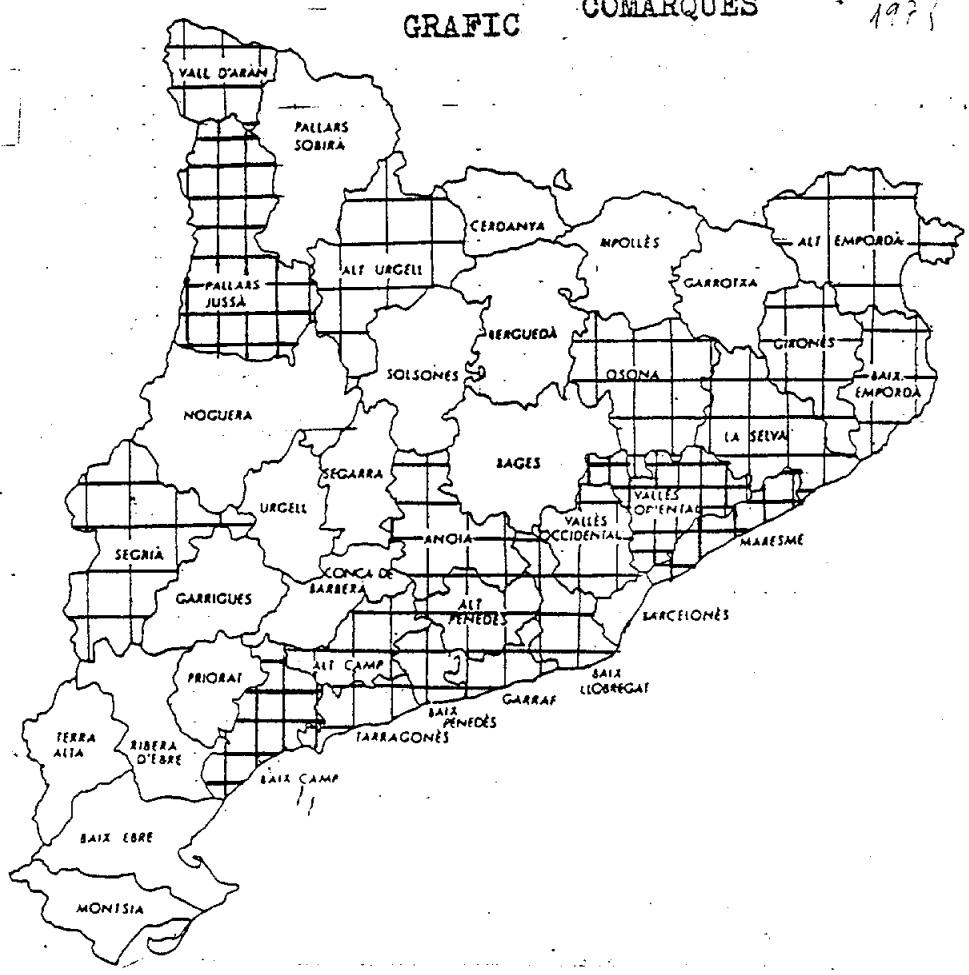 GRAFIC COMARQUES
1975
VALL D'ARÀN
PALLARS
SOBIRÀ
CERDANYA
RIPOLLÈS
ALT EMPORDÀ
ALT URGELL
GARROTXA
PALLARS
JUSSÀ
BERGUEDÀ
GIRONÈS
SOLSONES
OSONA
BAIX
EMPORDÀ
NOGUERA
LA SELVA
SEGARRA
BAGES
URGELL
VALLÈS
ORIENTAL
VALLÈS
OCCIDENTAL
ANOIA
MARESME
SEGRIÀ
CONCA DE
BARBERÀ
GARRIGUES
ALT
PENEDÈS
BARCELONÈS
ALT CAMP
PRIORAT
BAIX
LLOBREGAT
GARRAF
BAIX
PENEDÈS
TARRAGONÈS
TERRA
ALTA
RIBERA
D'EBRE
BAIX CAMP
BAIX EBRE
MONTSIA